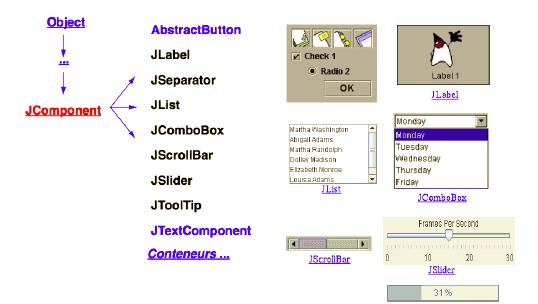 Object
...
JComponent
AbstractButton
JLabel
JSeparator
JList
JComboBox
JScrollBar
JSlider
JToolTip
JTextComponent
Conteneurs ...
Check 1
Radio 2
OK
Label 1
JLabel
Martha Washington
Abigail Adams
Martha Randolph
Dolley Madison
Elizabeth Monroe
Louisa Adams
JList
Monday
Monday
Tuesday
Wednesday
Thursday
Friday
JComboBox
JScrollBar
Frames Per Second
0 10 20 30
JSlider
31%